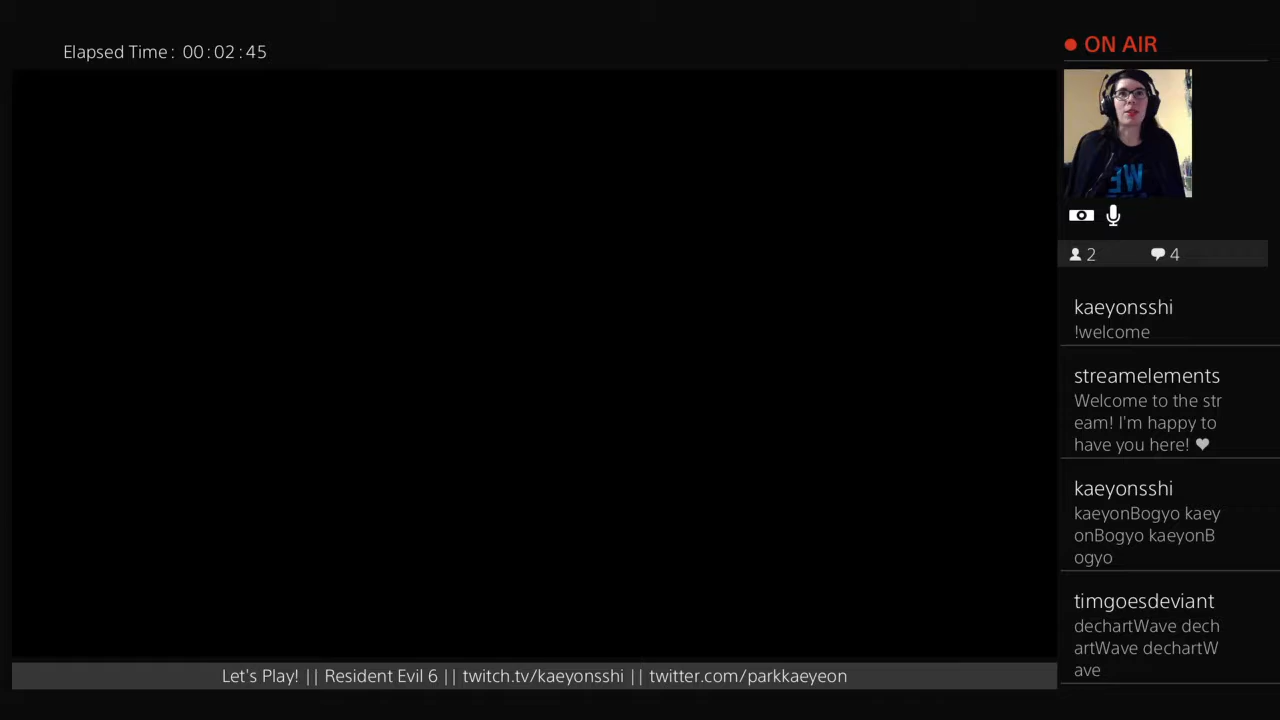 Elapsed Time: 00:02:45
ON AIR
WE
2
4
kaeyonsshi
!welcome
streamelements
Welcome to the str
eam! I'm happy to
have you here! ♥
kaeyonsshi
kaeyonBogyo kaey
onBogyo kaeyonB
ogyo
timgoesdeviant
dechartWave dech
artWave dechartW
ave
Let's Play! || Resident Evil 6 || twitch.tv/kaeyonsshi || twitter.com/parkkaeyeon